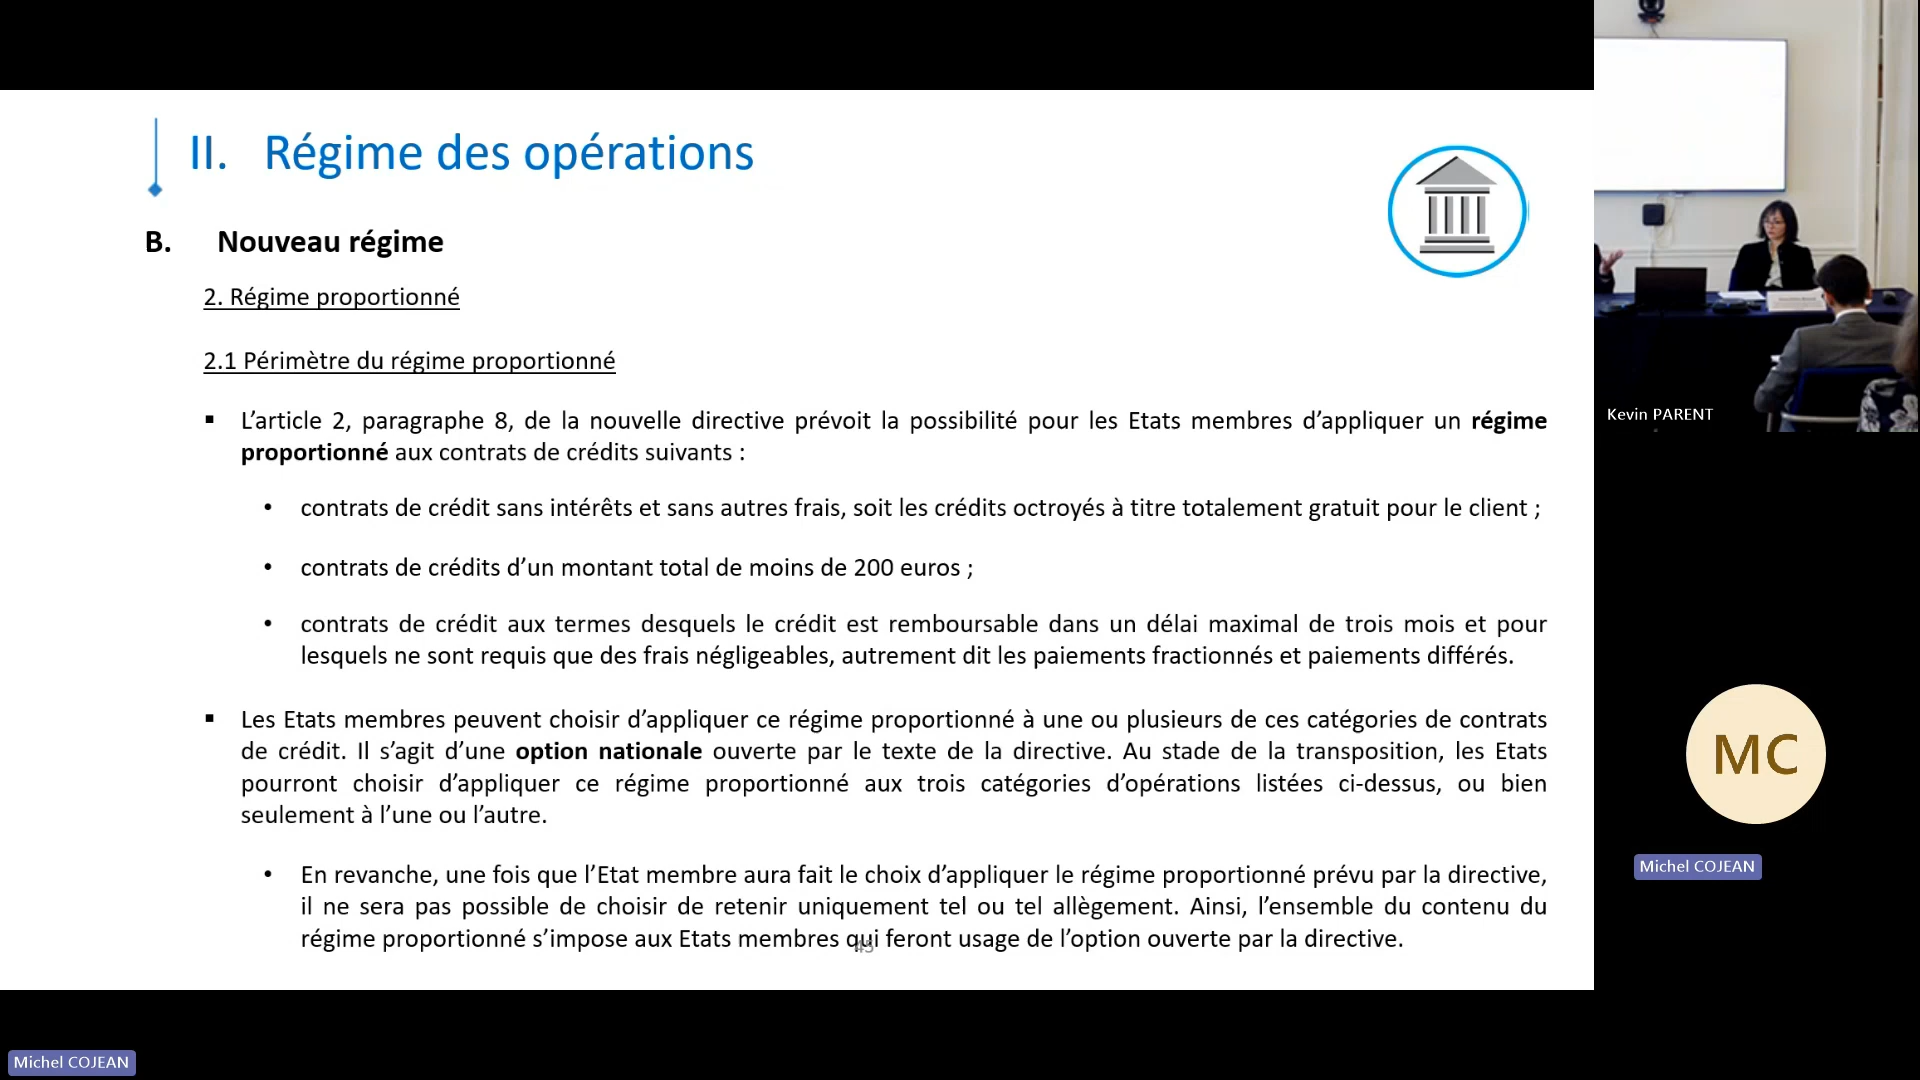 II. Régime des opérations
B. Nouveau régime
2. Régime proportionné
2.1 Périmètre du régime proportionné
▪ L’article 2, paragraphe 8, de la nouvelle directive prévoit la possibilité pour les Etats membres d’appliquer un régime
proportionné aux contrats de crédits suivants :
• contrats de crédit sans intérêts et sans autres frais, soit les crédits octroyés à titre totalement gratuit pour le client ;
• contrats de crédits d’un montant total de moins de 200 euros ;
• contrats de crédit aux termes desquels le crédit est remboursable dans un délai maximal de trois mois et pour
lesquels ne sont requis que des frais négligeables, autrement dit les paiements fractionnés et paiements différés.
▪ Les Etats membres peuvent choisir d’appliquer ce régime proportionné à une ou plusieurs de ces catégories de contrats
de crédit. Il s’agit d’une option nationale ouverte par le texte de la directive. Au stade de la transposition, les Etats
pourront choisir d’appliquer ce régime proportionné aux trois catégories d’opérations listées ci-dessus, ou bien
seulement à l’une ou l’autre.
• En revanche, une fois que l’Etat membre aura fait le choix d’appliquer le régime proportionné prévu par la directive,
il ne sera pas possible de choisir de retenir uniquement tel ou tel allègement. Ainsi, l’ensemble du contenu du
régime proportionné s’impose aux Etats membres qui feront usage de l’option ouverte par la directive.
45
Kevin PARENT
MC
Michel COJEAN
Michel COJEAN